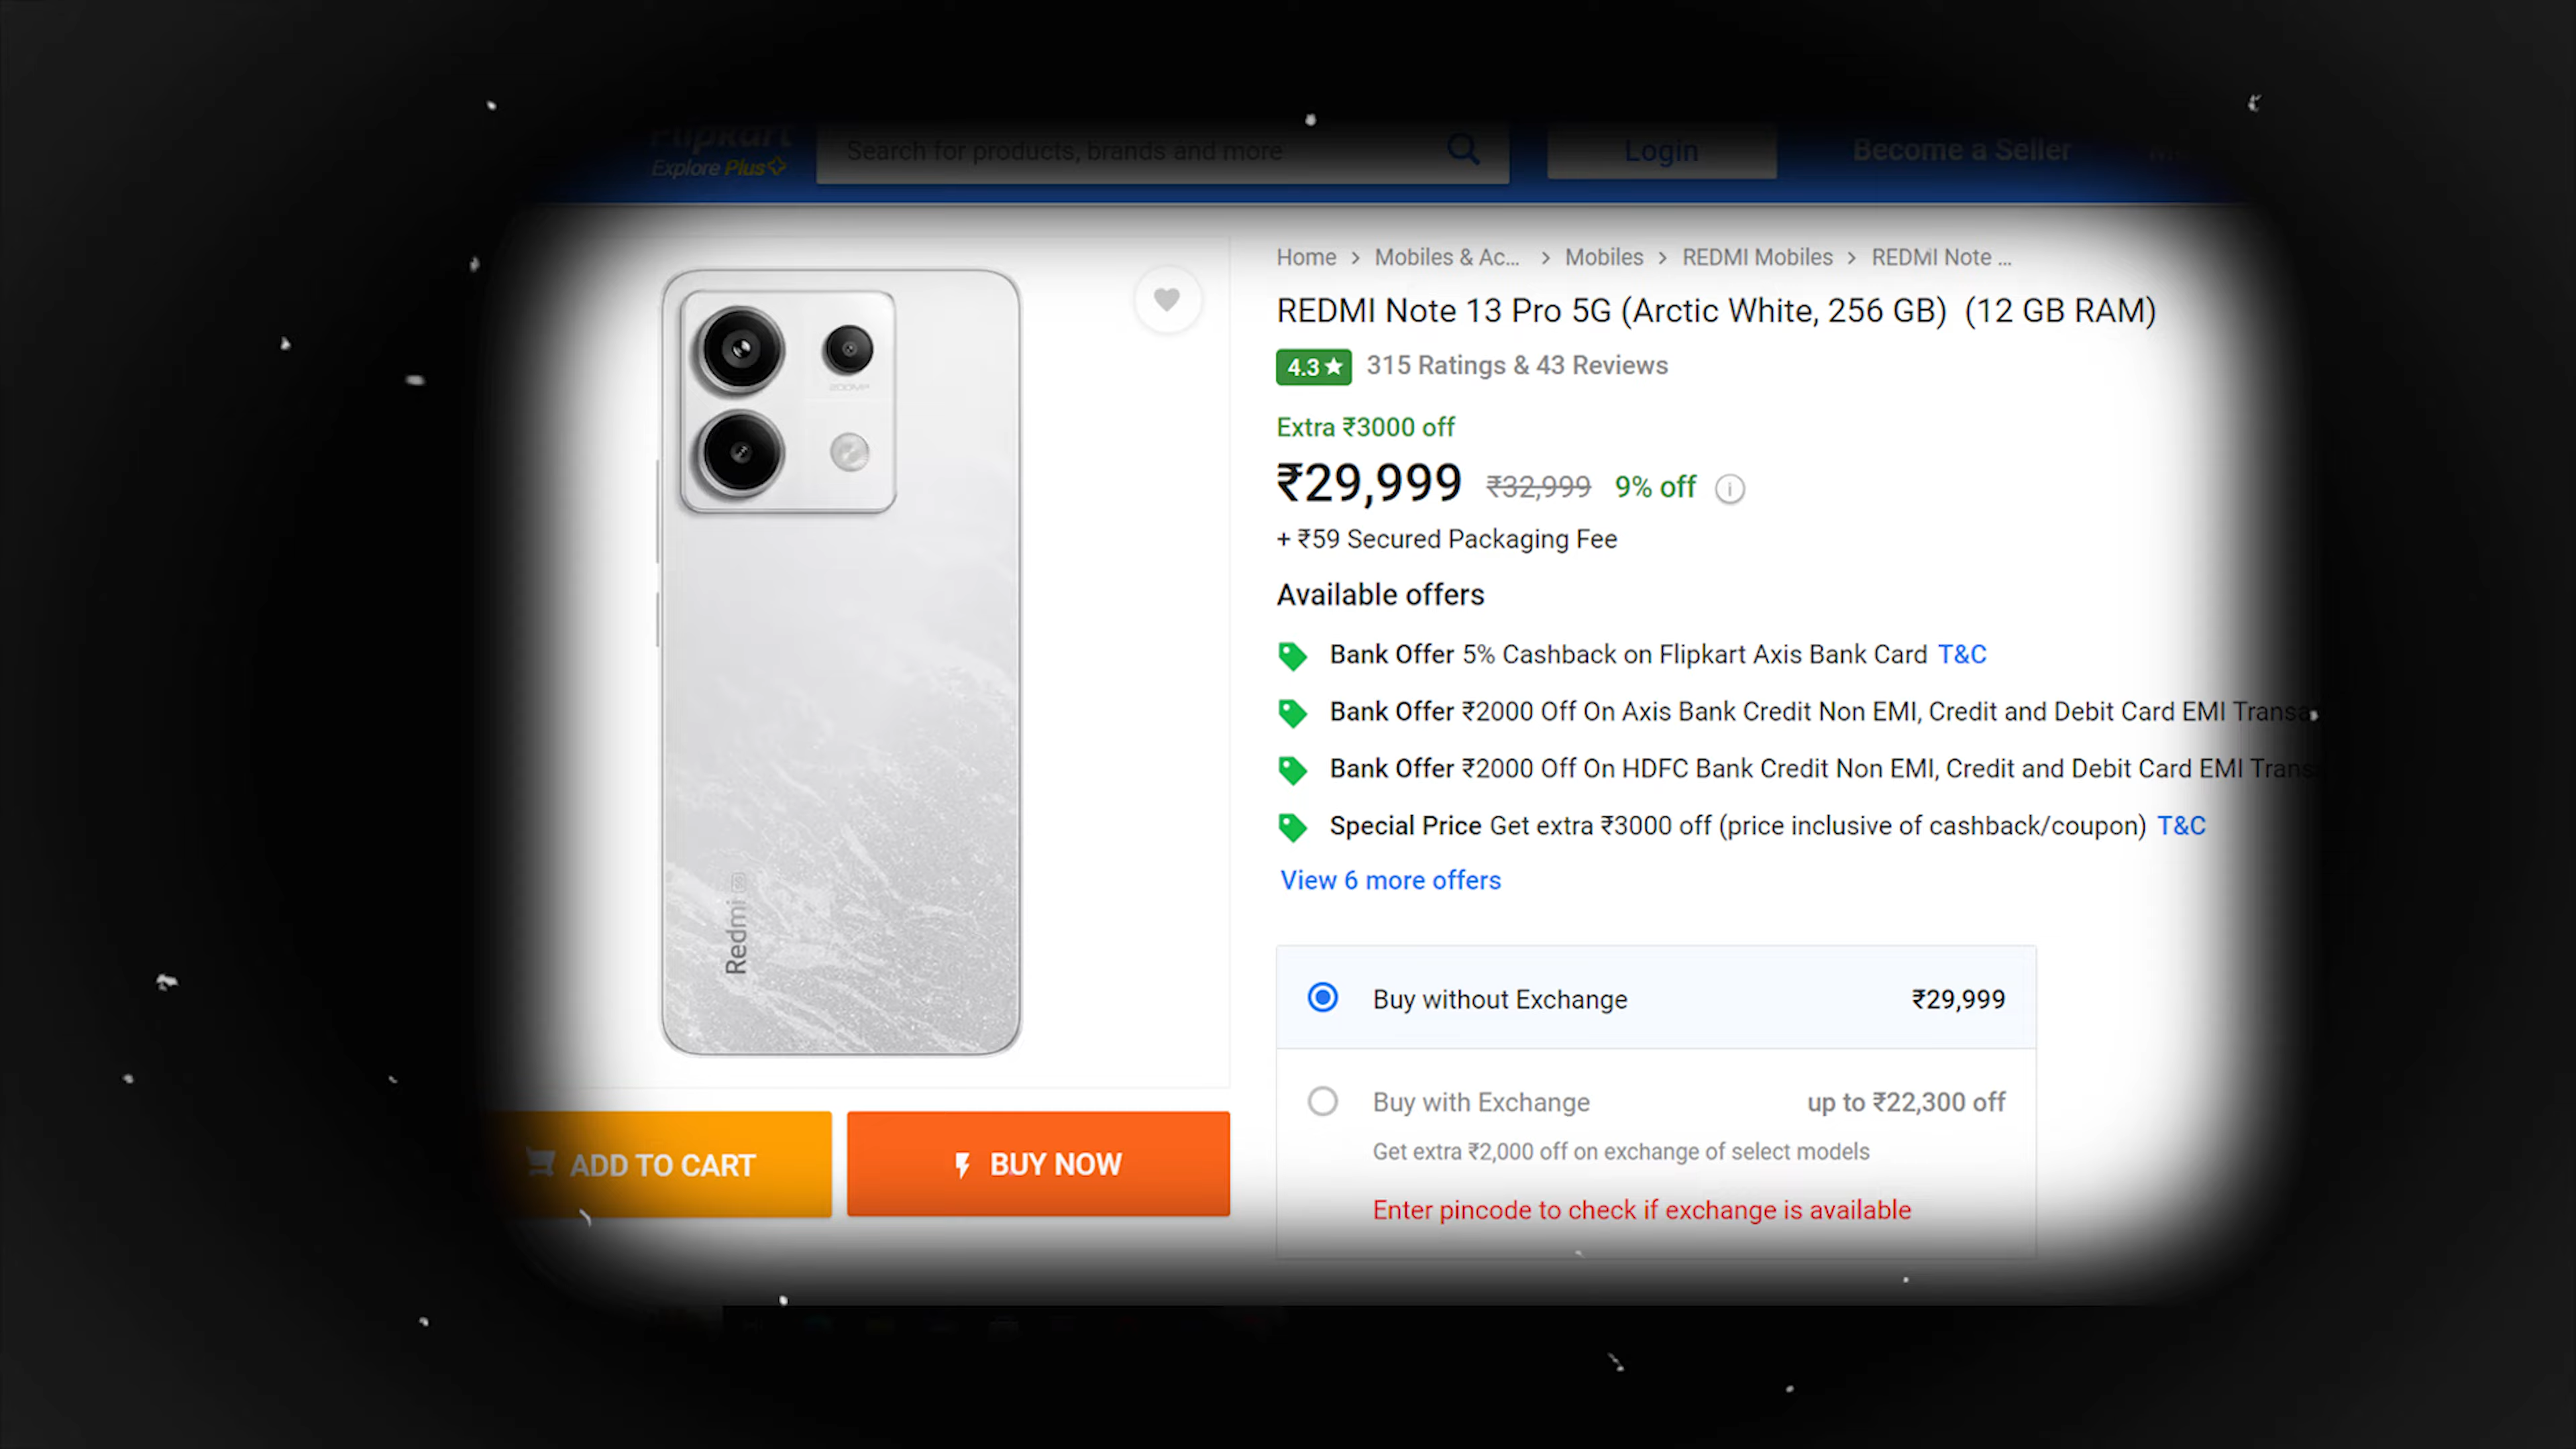 Flipkart
Explore Plus
Search for products, brands and more
Login
Become a Seller
Home > Mobiles & Ac... > Mobiles > REDMI Mobiles > REDMI Note ...
REDMI Note 13 Pro 5G (Arctic White, 256 GB) (12 GB RAM)
4.3★ 315 Ratings & 43 Reviews
Extra ₹3000 off
₹29,999 ₹32,999 9% off
+ ₹59 Secured Packaging Fee
Available offers
Bank Offer 5% Cashback on Flipkart Axis Bank Card T&C
Bank Offer ₹2000 Off On Axis Bank Credit Non EMI, Credit and Debit Card EMI
Bank Offer ₹2000 Off On HDFC Bank Credit Non EMI, Credit and Debit Card EMI
Special Price Get extra ₹3000 off (price inclusive of cashback/coupon) T&C
View 6 more offers
Buy without Exchange ₹29,999
Buy with Exchange up to ₹22,300 off
Get extra ₹2,000 off on exchange of select models
Enter pincode to check if exchange is available
200MP
Redmi
ADD TO CART
BUY NOW